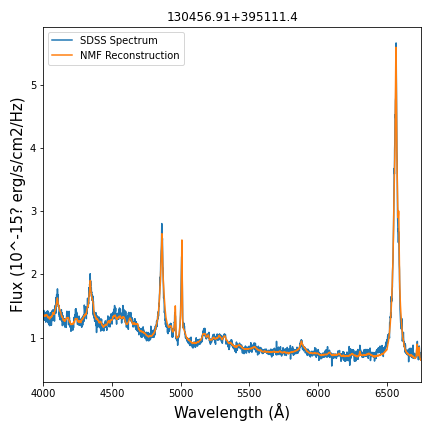 130456.91+395111.4
SDSS Spectrum
NMF Reconstruction
Flux (10^-15? erg/s/cm2/Hz)
5
4
3
2
1
4000 4500 5000 5500 6000 6500
Wavelength (Å)